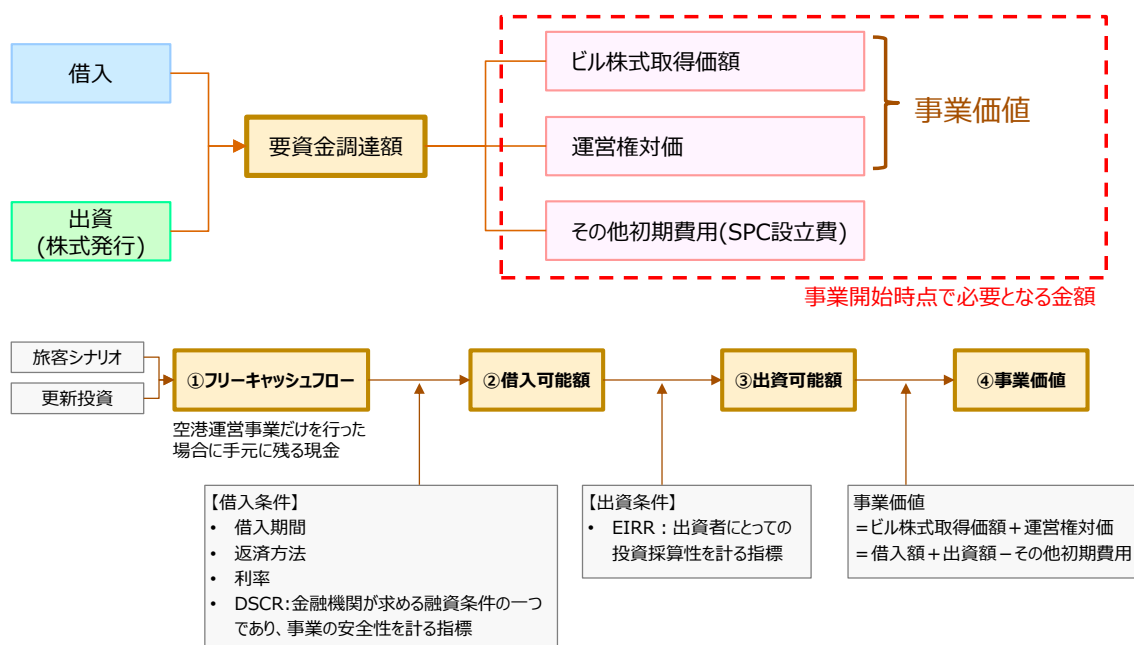 借入
出資
(株式発行)
要資金調達額
ビル株式取得価額
運営権対価
その他初期費用(SPC設立費)
事業価値
事業開始時点で必要となる金額
旅客シナリオ
更新投資
①フリーキャッシュフロー
②借入可能額
③出資可能額
④事業価値
空港運営事業だけを行った
場合に手元に残る現金
【借入条件】
• 借入期間
• 返済方法
• 利率
• DSCR:金融機関が求める融資条件の一つ
であり、事業の安全性を計る指標
【出資条件】
• EIRR：出資者にとっての
投資採算性を計る指標
事業価値
＝ビル株式取得価額＋運営権対価
＝借入額＋出資額－その他初期費用